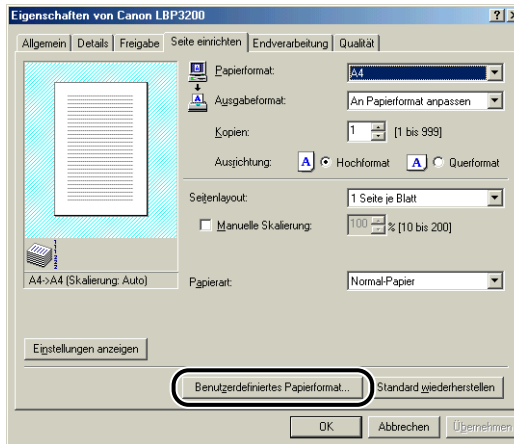 Eigenschaften von Canon LBP3200
Allgemein Details Freigabe Seite einrichten Endverarbeitung Qualität
Papierformat: A4
Ausgabeformat: An Papierformat anpassen
Kopien: 1 [1 bis 999]
Ausrichtung: A Hochformat A Querformat
Seitenlayout: 1 Seite je Blatt
Manuelle Skalierung: 100 % [10 bis 200]
A4->A4 (Skalierung: Auto)
Papierart: Normal-Papier
Einstellungen anzeigen
Benutzerdefiniertes Papierformat... Standard wiederherstellen
OK Abbrechen Übernehmen